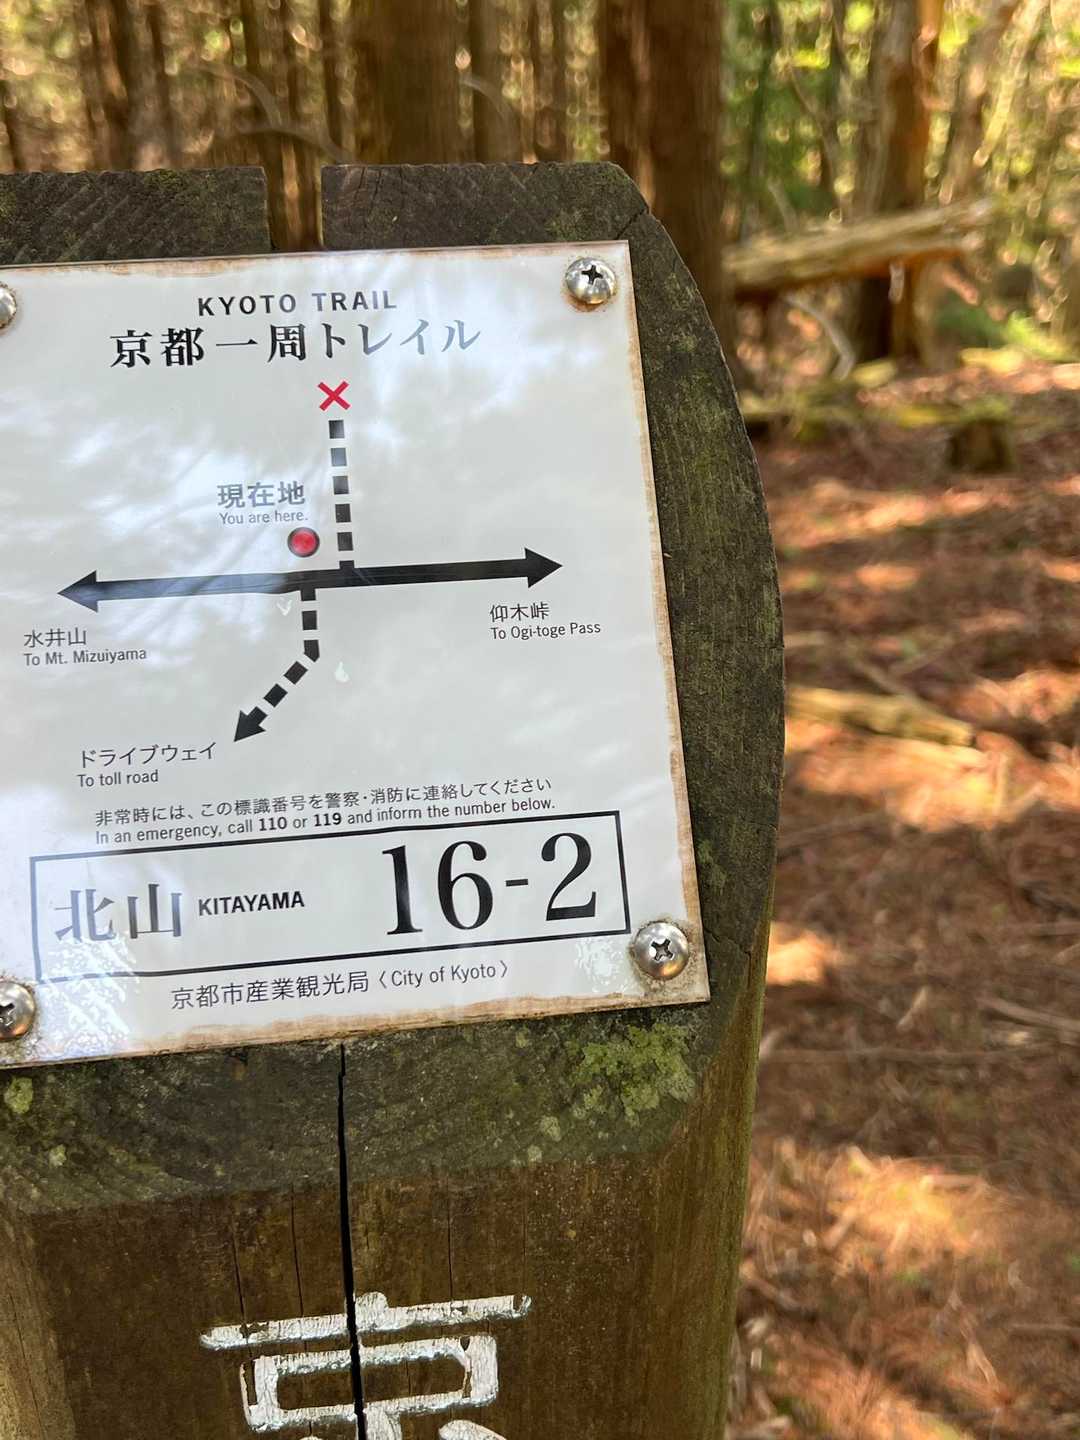 KYOTO TRAIL
京都一周トレイル
現在地
You are here.
水井山
To Mt. Mizuiyama
仰木峠
To Ogi-toge Pass
ドライブウェイ
To toll road
非常時には、この標識番号を警察・消防に連絡してください
In an emergency, call 110 or 119 and inform the number below.
北山 KITAYAMA 16-2
京都市産業観光局〈City of Kyoto〉
京